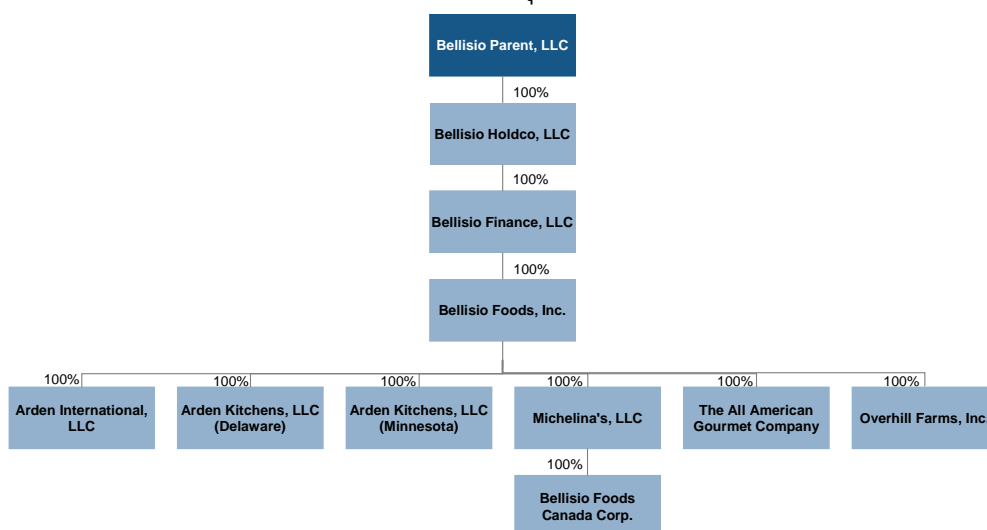 Bellisio Parent, LLC
100%
Bellisio Holdco, LLC
100%
Bellisio Finance, LLC
100%
Bellisio Foods, Inc.
100%
100%
100%
100%
100%
100%
Arden International,
LLC
Arden Kitchens, LLC
(Delaware)
Arden Kitchens, LLC
(Minnesota)
Michelina's, LLC
The All American
Gourmet Company
Overhill Farms, Inc.
100%
Bellisio Foods
Canada Corp.